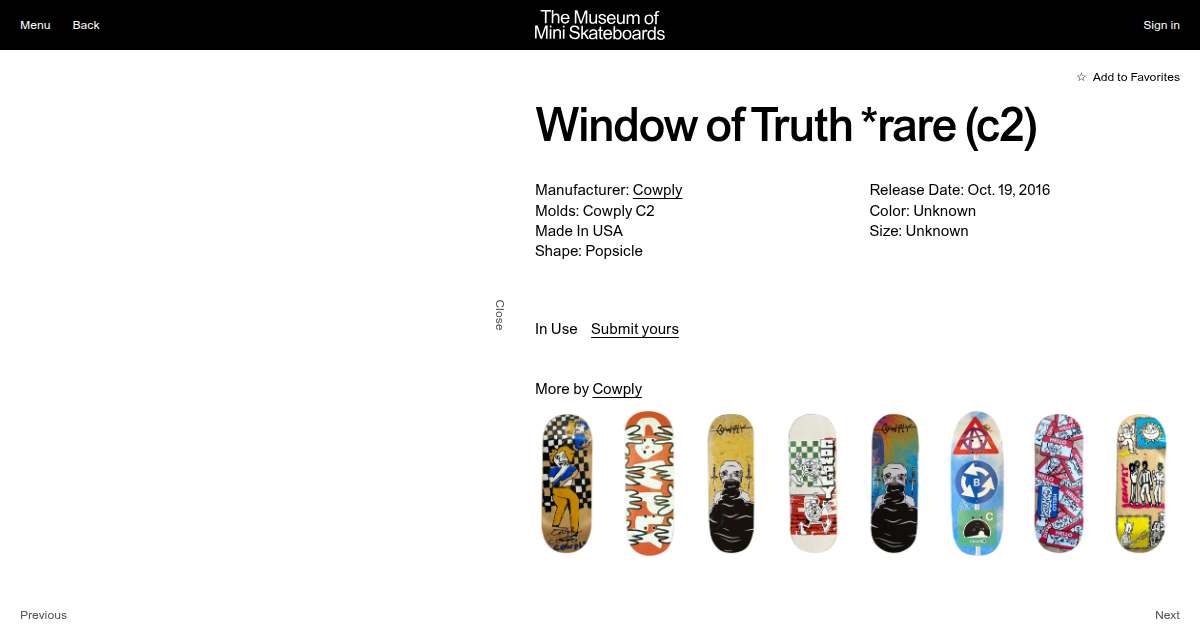 Menu
Back
The Museum of
Mini Skateboards
Sign in
☆ Add to Favorites
Window of Truth *rare (c2)
Manufacturer: Cowply
Molds: Cowply C2
Made In USA
Shape: Popsicle
Release Date: Oct. 19, 2016
Color: Unknown
Size: Unknown
Close
In Use
Submit yours
More by Cowply
Previous
Next